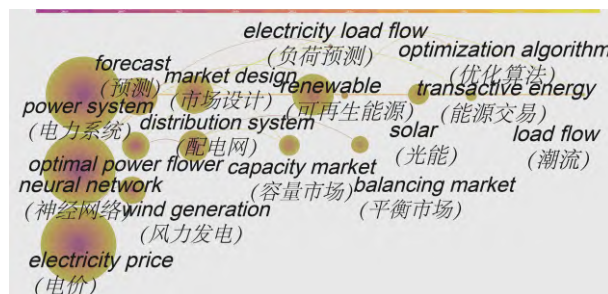 electricity load flow
(负荷预测)
optimization algorithm
(优化算法)
forecast
(预测)
market design
(市场设计)
renewable
(可再生能源)
transactive energy
(能源交易)
power system
(电力系统)
distribution system
(配电网)
solar
(光能)
load flow
(潮流)
optimal power flower
neural network
(神经网络)
capacity market
(容量市场)
balancing market
(平衡市场)
wind generation
(风力发电)
electricity price
(电价)